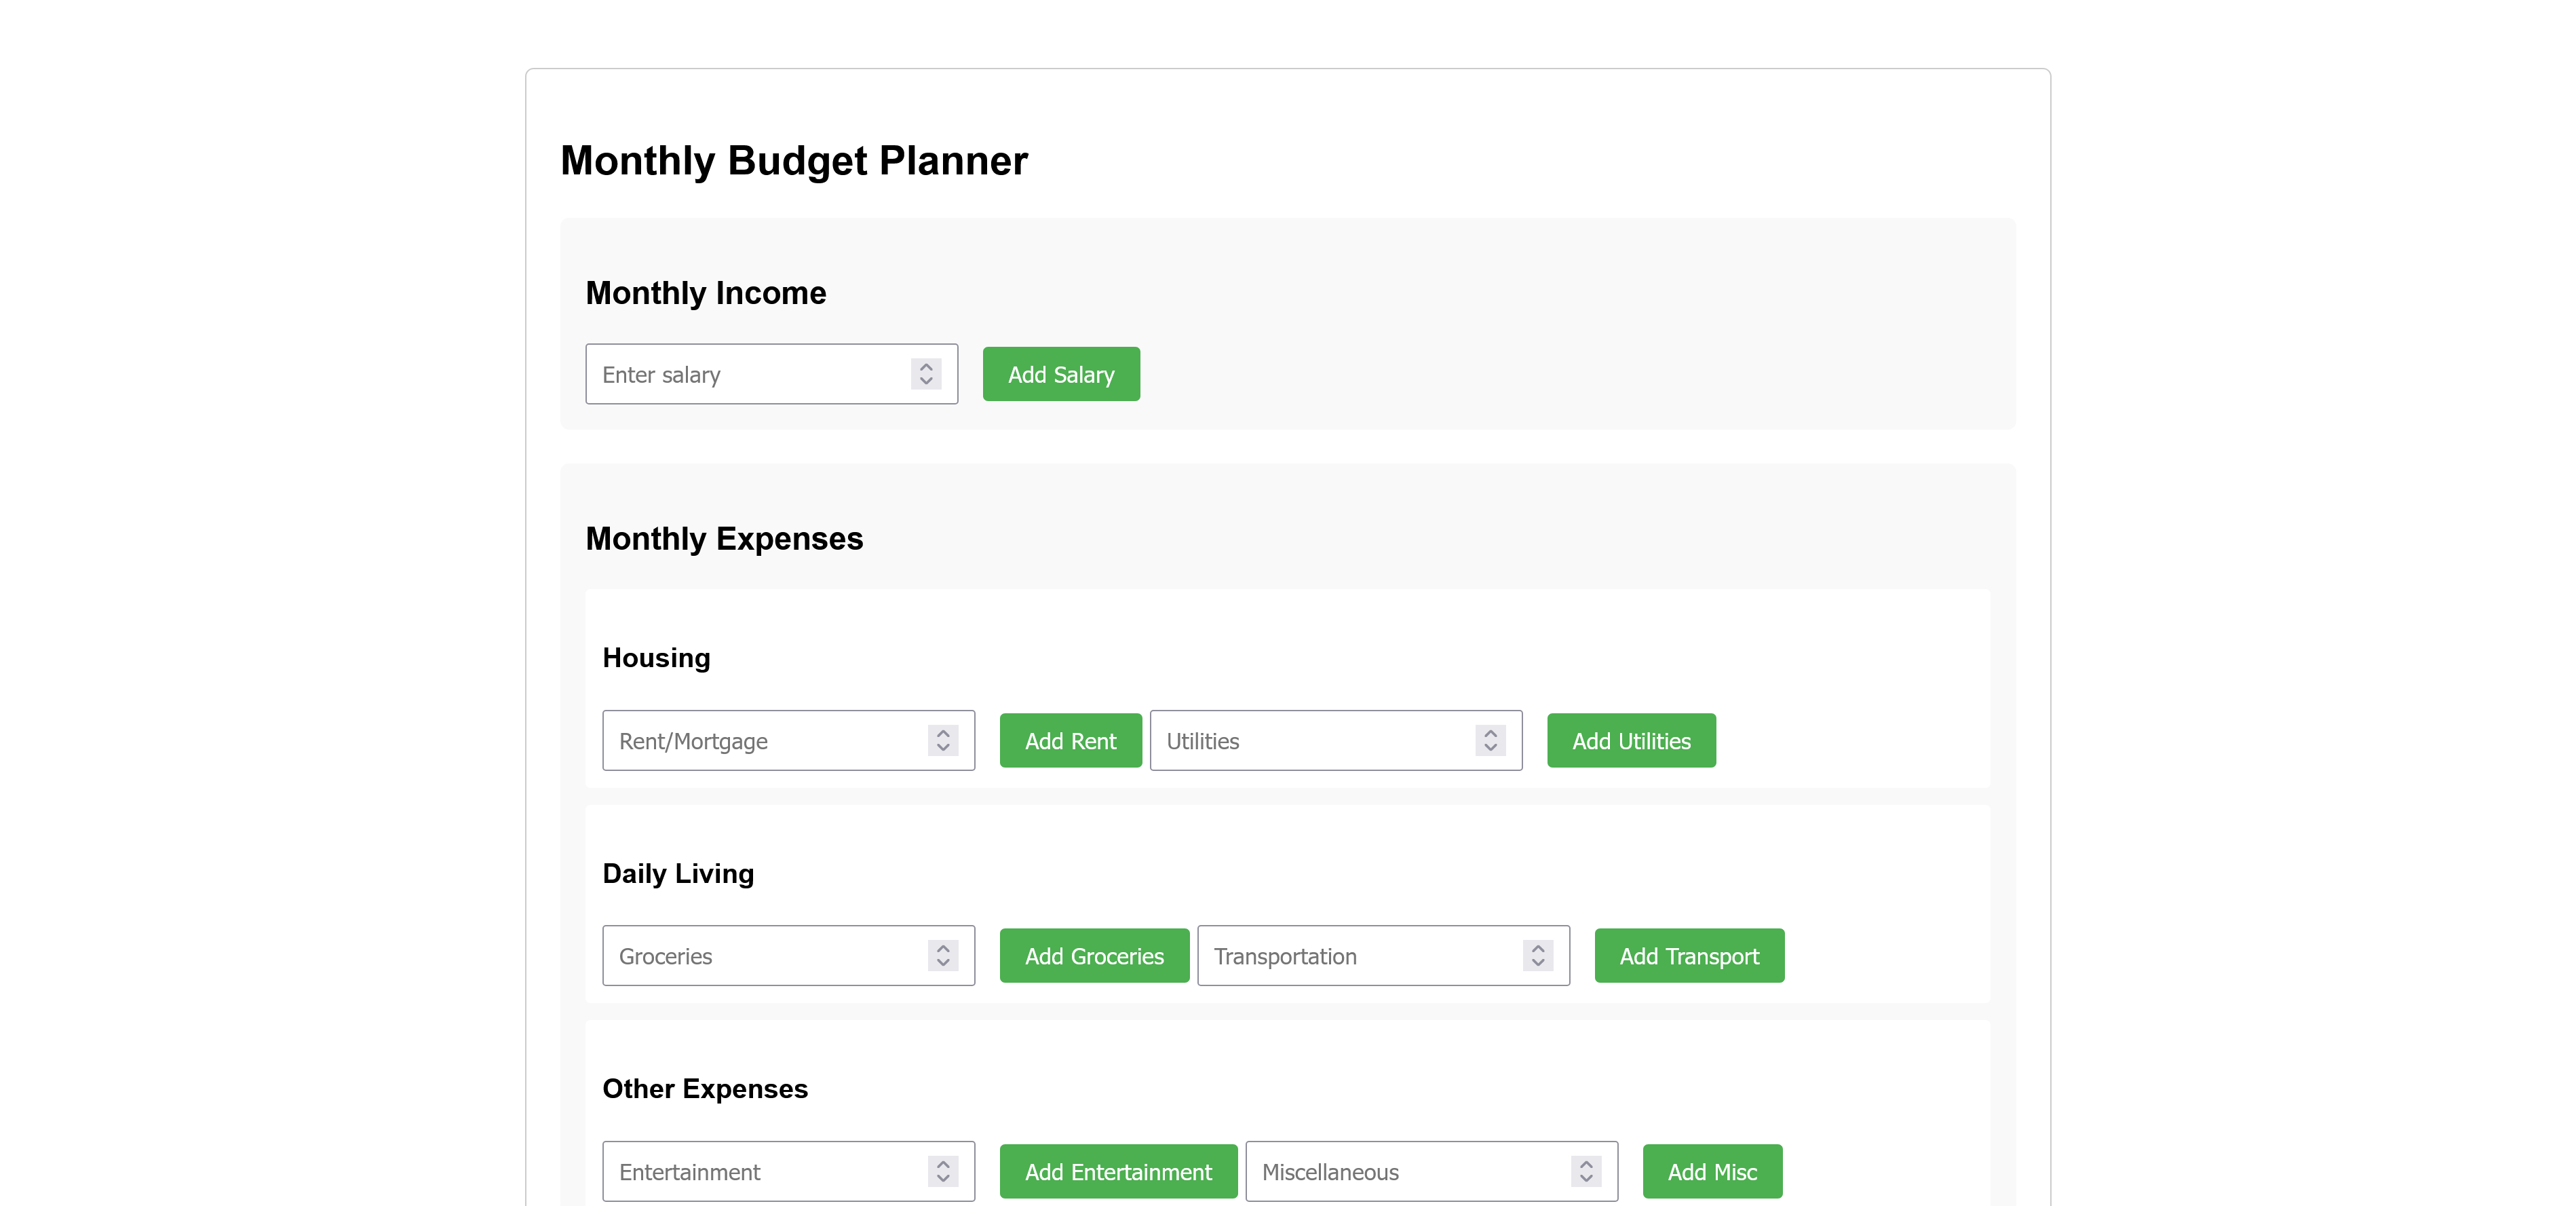 Monthly Budget Planner
Monthly Income
Enter salary Add Salary
Monthly Expenses
Housing
Rent/Mortgage Add Rent Utilities Add Utilities
Daily Living
Groceries Add Groceries Transportation Add Transport
Other Expenses
Entertainment Add Entertainment Miscellaneous Add Misc